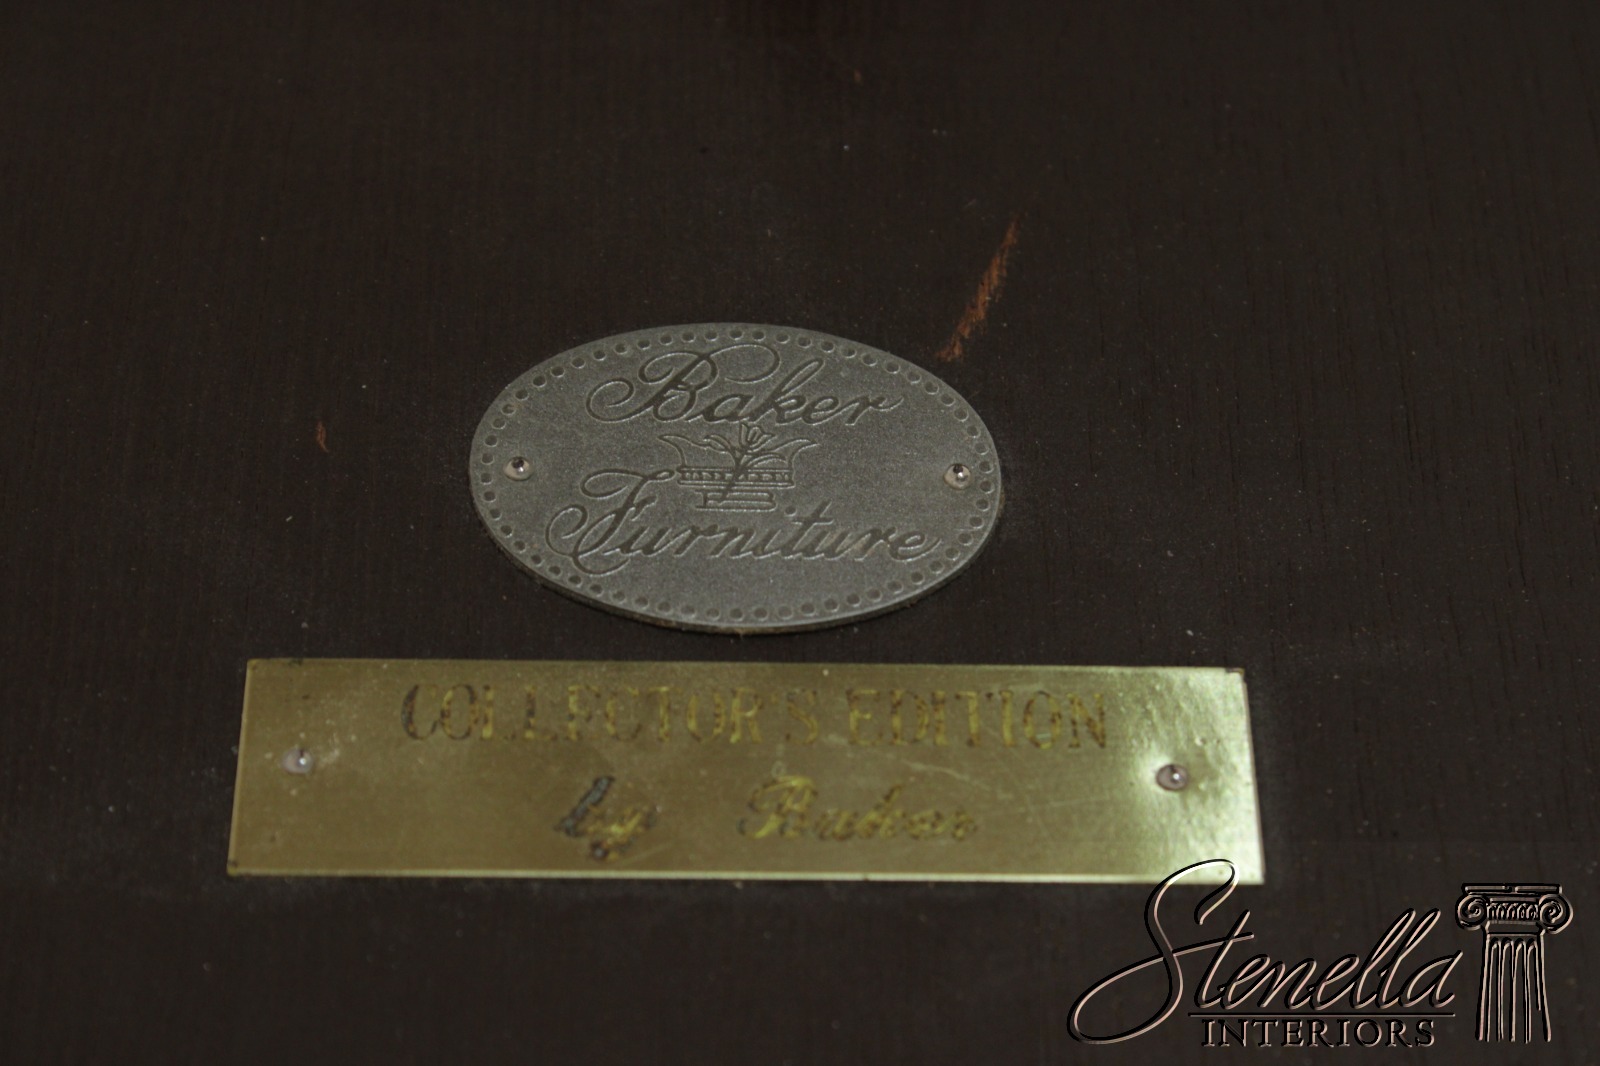 Baker
Furniture
COLLECTOR'S EDITION
by Baker
Stenella
INTERIORS